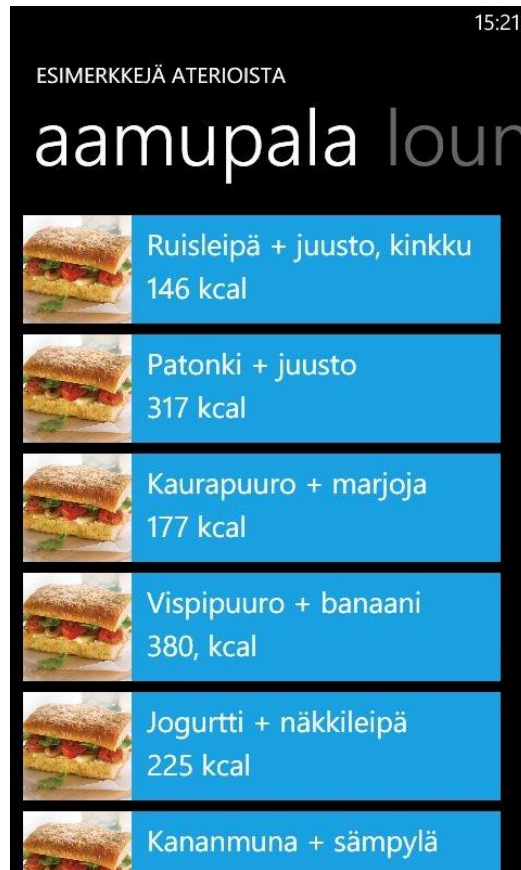 15:21
ESIMERKKEJÄ ATERIOISTA
aamupala loun
Ruisleipä + juusto, kinkku
146 kcal
Patonki + juusto
317 kcal
Kaurapuuro + marjoja
177 kcal
Vispipuuro + banaani
380, kcal
Jogurtti + näkkileipä
225 kcal
Kananmuna + sämpylä